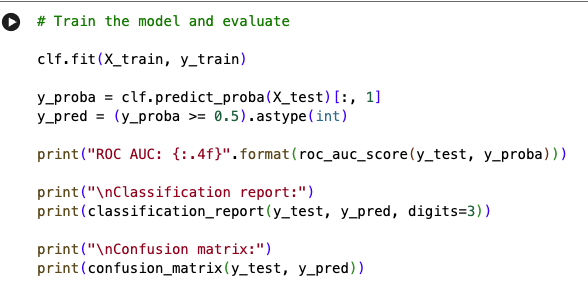 # Train the model and evaluate
clf.fit(X_train, y_train)
y_proba = clf.predict_proba(X_test)[:, 1]
y_pred = (y_proba >= 0.5).astype(int)
print("ROC AUC: {:.4f}".format(roc_auc_score(y_test, y_proba)))
print("\nClassification report:")
print(classification_report(y_test, y_pred, digits=3))
print("\nConfusion matrix:")
print(confusion_matrix(y_test, y_pred))